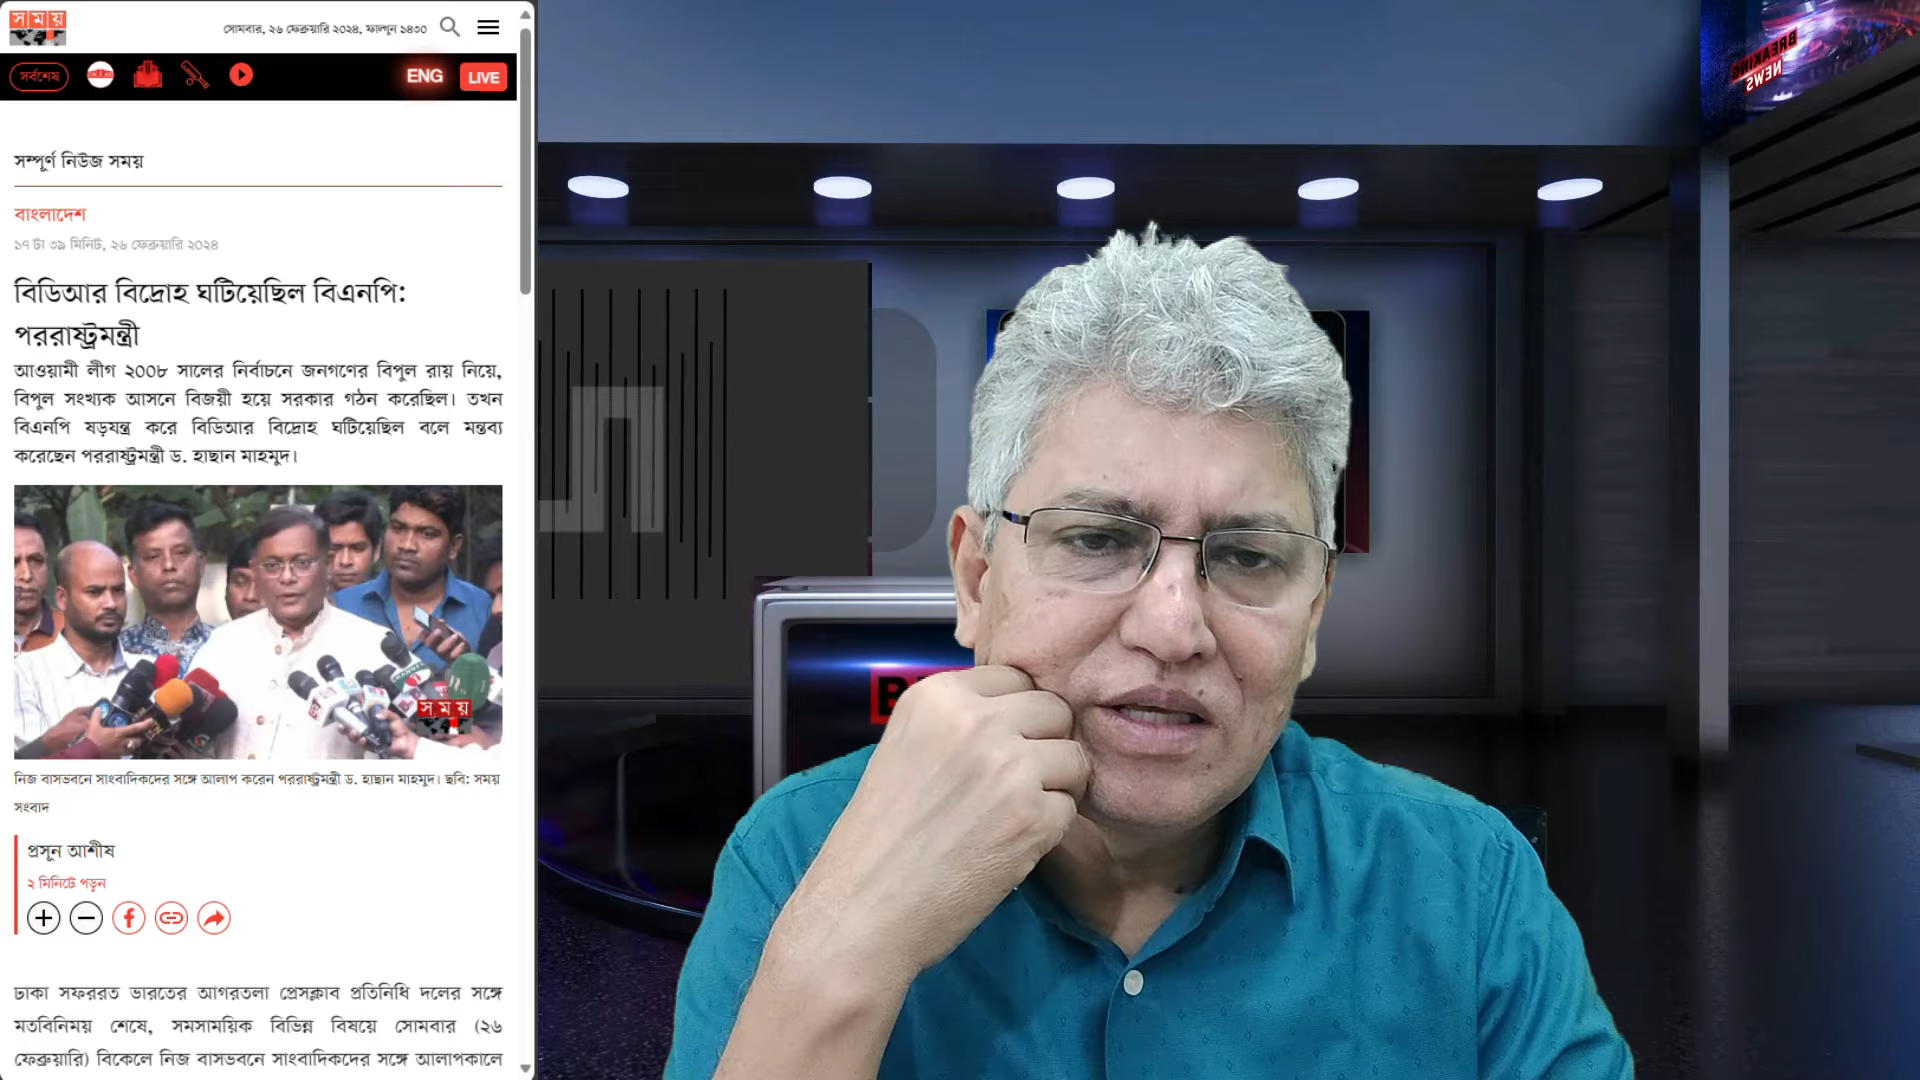 সময়
সোমবার, ২৬ ফেব্রুয়ারি ২০২৪, ফাল্গুন ১৪৩০
সর্বশেষ
ENG
LIVE
সম্পূর্ণ নিউজ সময়
বাংলাদেশ
১৭ টা ৩৯ মিনিট, ২৬ ফেব্রুয়ারি ২০২৪
বিডিআর বিদ্রোহ ঘটিয়েছিল বিএনপি:
পররাষ্ট্রমন্ত্রী
আওয়ামী লীগ ২০০৮ সালের নির্বাচনে জনগণের বিপুল রায় নিয়ে,
বিপুল সংখ্যক আসনে বিজয়ী হয়ে সরকার গঠন করেছিল। তখন
বিএনপি ষড়যন্ত্র করে বিডিআর বিদ্রোহ ঘটিয়েছিল বলে মন্তব্য
করেছেন পররাষ্ট্রমন্ত্রী ড. হাছান মাহমুদ।
সময়
নিজ বাসভবনে সাংবাদিকদের সঙ্গে আলাপ করেন পররাষ্ট্রমন্ত্রী ড. হাছান মাহমুদ। ছবি: সময়
সংবাদ
প্রসূন আশীষ
২ মিনিটে পড়ুন
ঢাকা সফররত ভারতের আগরতলা প্রেসক্লাব প্রতিনিধি দলের সঙ্গে
মতবিনিময় শেষে, সমসাময়িক বিভিন্ন বিষয়ে সোমবার (২৬
ফেব্রুয়ারি) বিকেলে নিজ বাসভবনে সাংবাদিকদের সঙ্গে আলাপকালে
BREAKING
NEWS